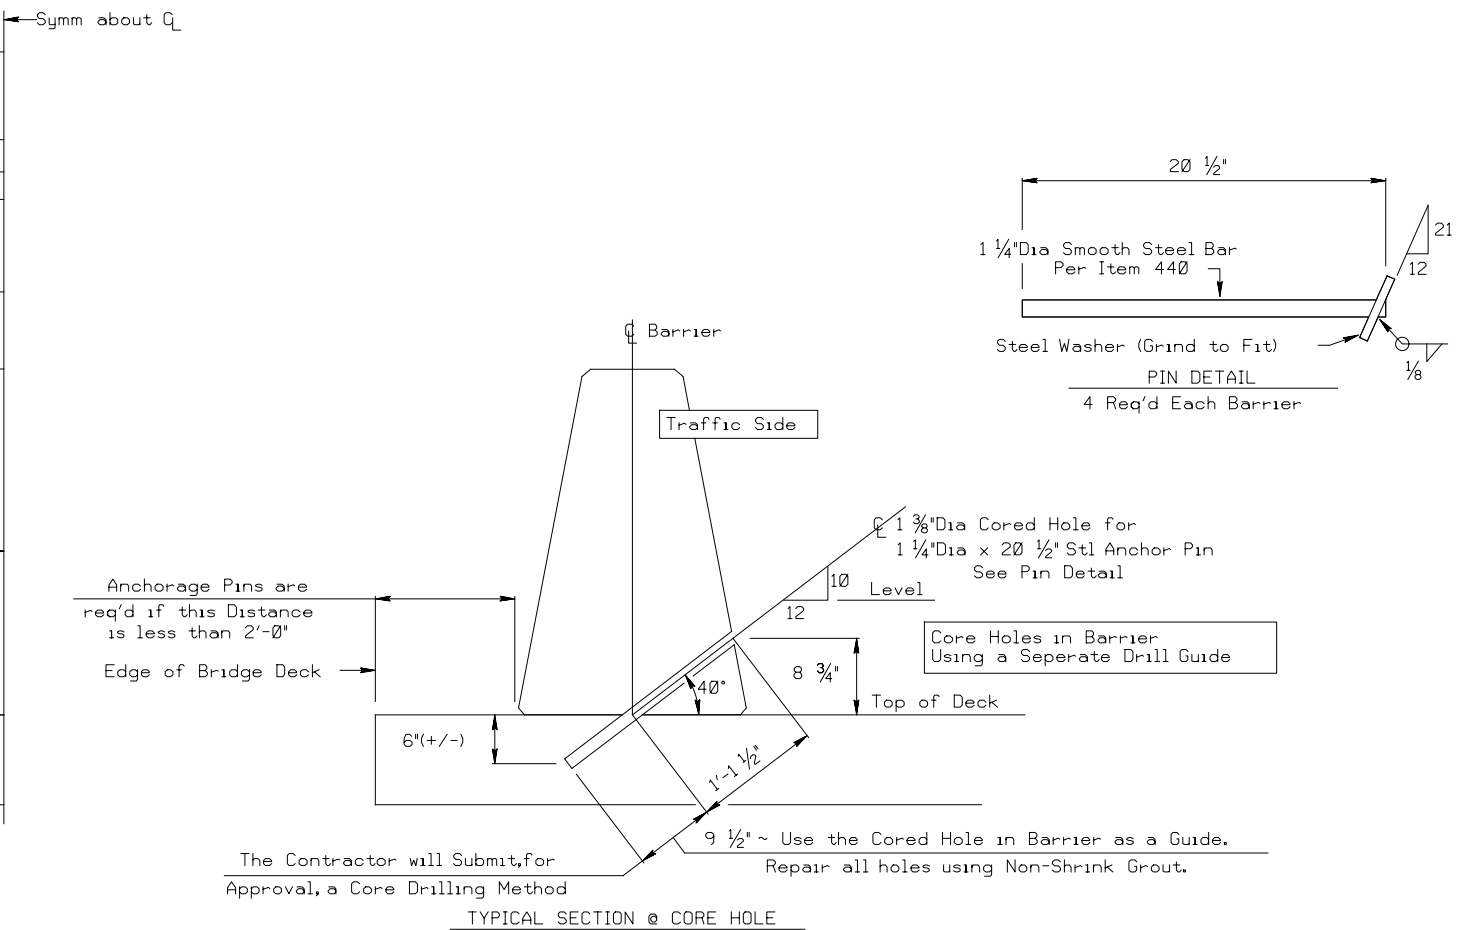 Symm about ℄
20 ½"
21
12
1 ¼"Dia Smooth Steel Bar
Per Item 440
Steel Washer (Grind to Fit)
⅛
PIN DETAIL
4 Req'd Each Barrier
℄ Barrier
Traffic Side
℄ 1 ⅜"Dia Cored Hole for
1 ¼"Dia x 20 ½" Stl Anchor Pin
See Pin Detail
10
12
Level
Anchorage Pins are
req'd if this Distance
is less than 2'-0"
Edge of Bridge Deck
Core Holes in Barrier
Using a Seperate Drill Guide
8 ¾"
40°
Top of Deck
6"(+/-)
1'-1 ½"
9 ½" ~ Use the Cored Hole in Barrier as a Guide.
Repair all holes using Non-Shrink Grout.
The Contractor will Submit,for
Approval, a Core Drilling Method
TYPICAL SECTION @ CORE HOLE